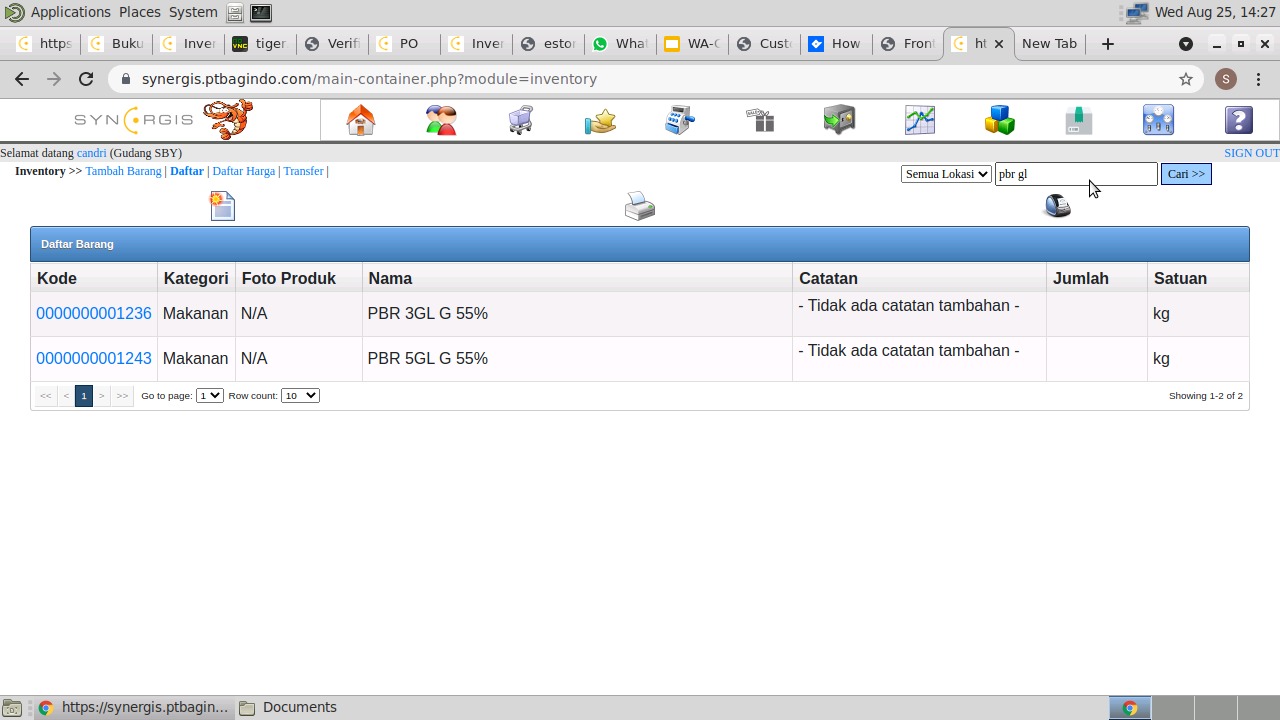 Applications Places System
Wed Aug 25, 14:27
https
Buku
Inver
VNC
tiger
Verifi
PO
Inver
estor
What
WA-C
Cust
How
Front
ht
New Tab
synergis.ptbagindo.com/main-container.php?module=inventory
S
SYNERGIS
Selamat datang candri (Gudang SBY)
SIGN OUT
Inventory >> Tambah Barang | Daftar | Daftar Harga | Transfer |
Semua Lokasi
pbr gl
Cari >>
Daftar Barang
Kode Kategori Foto Produk Nama Catatan Jumlah Satuan
0000000001236 Makanan N/A PBR 3GL G 55% - Tidak ada catatan tambahan - kg
0000000001243 Makanan N/A PBR 5GL G 55% - Tidak ada catatan tambahan - kg
<< < 1 > >> Go to page: 1 Row count: 10
Showing 1-2 of 2
https://synergis.ptbagin...
Documents